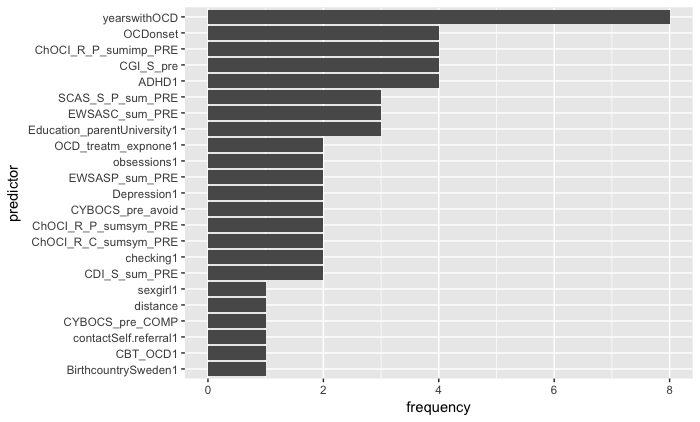 predictor
yearswithOCD
OCDonset
ChOCI_R_P_sumimp_PRE
CGI_S_pre
ADHD1
SCAS_S_P_sum_PRE
EWSASC_sum_PRE
Education_parentUniversity1
OCD_treatm_expnone1
obsessions1
EWSASP_sum_PRE
Depression1
CYBOCS_pre_avoid
ChOCI_R_P_sumsym_PRE
ChOCI_R_C_sumsym_PRE
checking1
CDI_S_sum_PRE
sexgirl1
distance
CYBOCS_pre_COMP
contactSelf.referral1
CBT_OCD1
BirthcountrySweden1
0 2 4 6 8
frequency